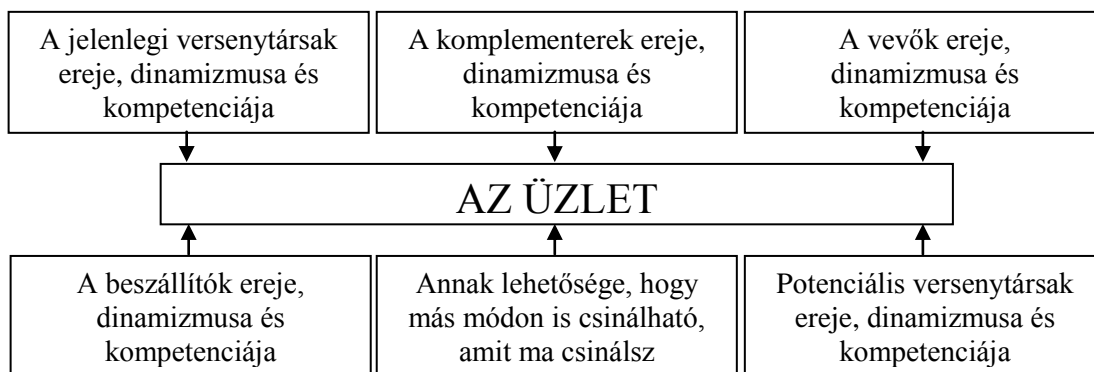 A jelenlegi versenytársak
ereje, dinamizmusa és
kompetenciája
A komplementerek ereje,
dinamizmusa és
kompetenciája
A vevők ereje,
dinamizmusa és
kompetenciája
AZ ÜZLET
A beszállítók ereje,
dinamizmusa és
kompetenciája
Annak lehetősége, hogy
más módon is csinálható,
amit ma csinálsz
Potenciális versenytársak
ereje, dinamizmusa és
kompetenciája